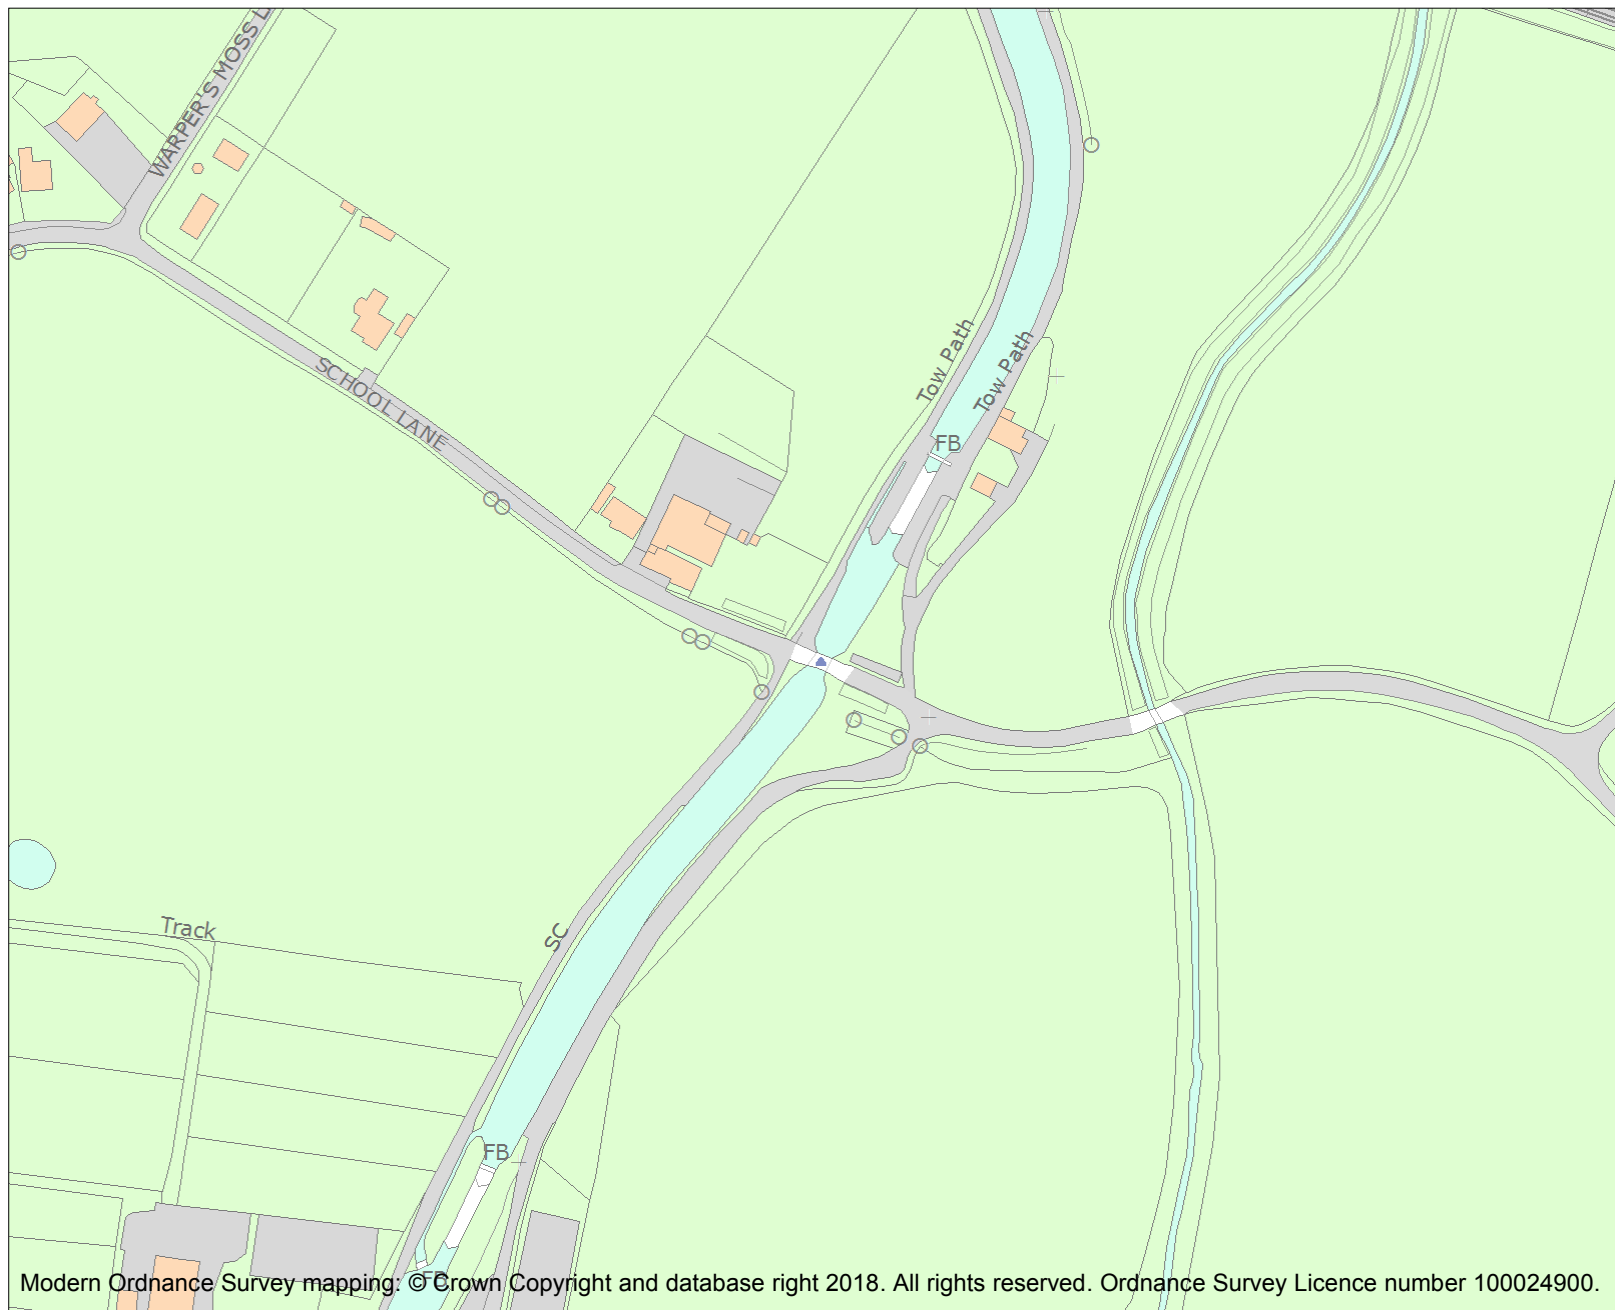 WARPER'S MOSS L
SCHOOL LANE
Tow Path
Tow Path
FB
Track
SC
FB
FB
Modern Ordnance Survey mapping: © Crown Copyright and database right 2018. All rights reserved. Ordnance Survey Licence number 100024900.